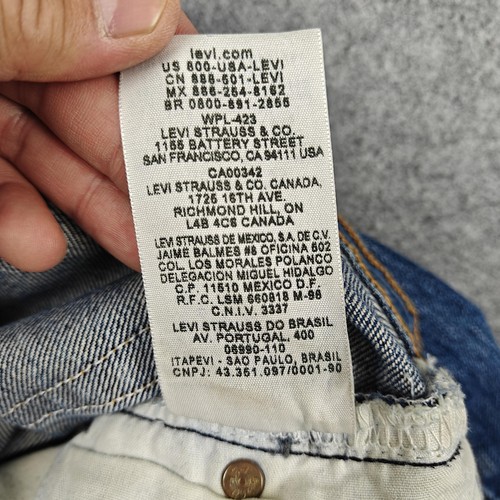 levi.com
US 800-USA-LEVI
CN 888-501-LEVI
MX 866-254-8162
BR 0800-891-2855
WPL-423
LEVI STRAUSS & CO.
1155 BATTERY STREET
SAN FRANCISCO, CA 94111 USA
CA00342
LEVI STRAUSS & CO. CANADA,
1725 16TH AVE.
RICHMOND HILL, ON
L4B 4C6 CANADA
LEVI STRAUSS DE MEXICO, S.A. DE C.V.
JAIME BALMES #8 OFICINA 602
COL. LOS MORALES POLANCO
DELEGACION MIGUEL HIDALGO
C.P. 11510 MEXICO D.F.
R.F.C. LSM 660818 M-98
C.N.I.V. 3337
LEVI STRAUSS DO BRASIL
AV. PORTUGAL, 400
06690-110
ITAPEVI - SAO PAULO, BRASIL
CNPJ: 43.351.097/0001-90